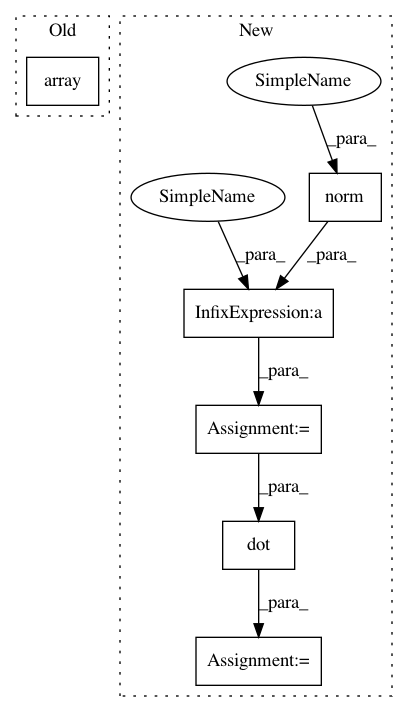 Old
New
array
SimpleName
_para_
SimpleName
norm
_para_
_para_
InfixExpression:a
_para_
Assignment:=
_para_
dot
_para_
Assignment:=